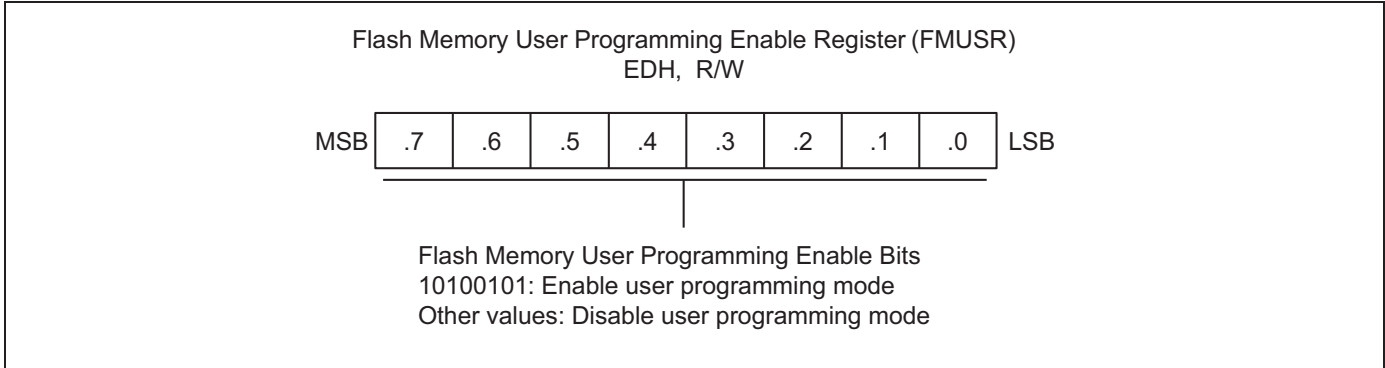 Flash Memory User Programming Enable Register (FMUSR)
EDH, R/W
MSB .7 .6 .5 .4 .3 .2 .1 .0 LSB
Flash Memory User Programming Enable Bits
10100101: Enable user programming mode
Other values: Disable user programming mode